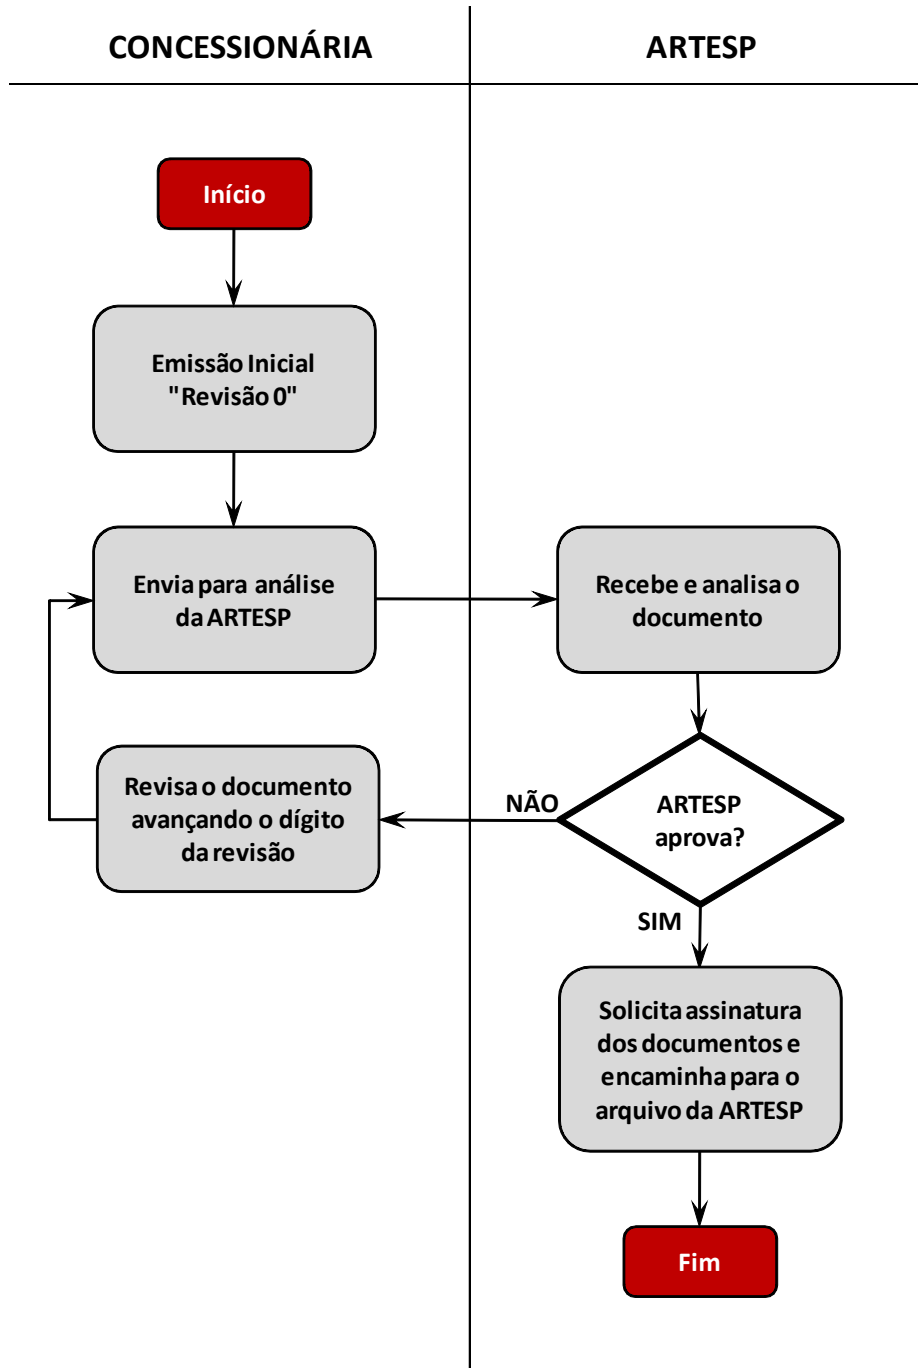 CONCESSIONÁRIA
ARTESP
Início
Emissão Inicial
"Revisão 0"
Envia para análise
da ARTESP
Recebe e analisa o
documento
Revisa o documento
avançando o dígito
da revisão
NÃO
ARTESP
aprova?
SIM
Solicita assinatura
dos documentos e
encaminha para o
arquivo da ARTESP
Fim